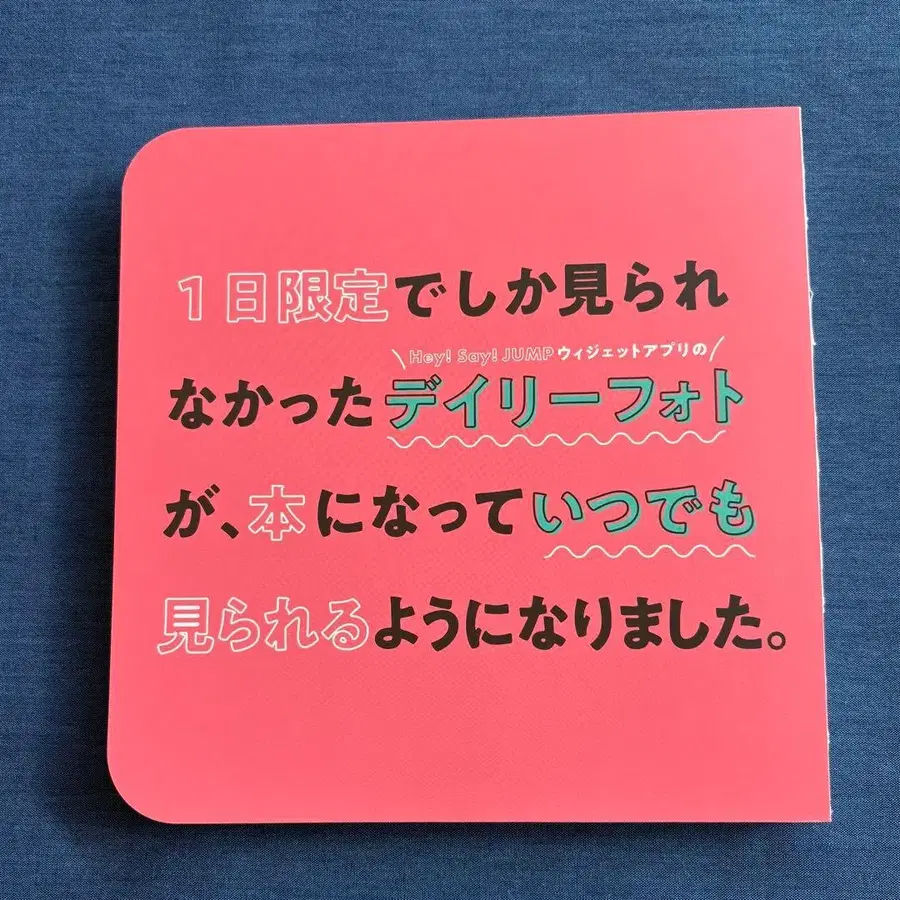 1日限定でしか見られ
Hey! Say! JUMPウィジェットアプリの
なかったデイリーフォト
が、本になっていつでも
見られるようになりました。